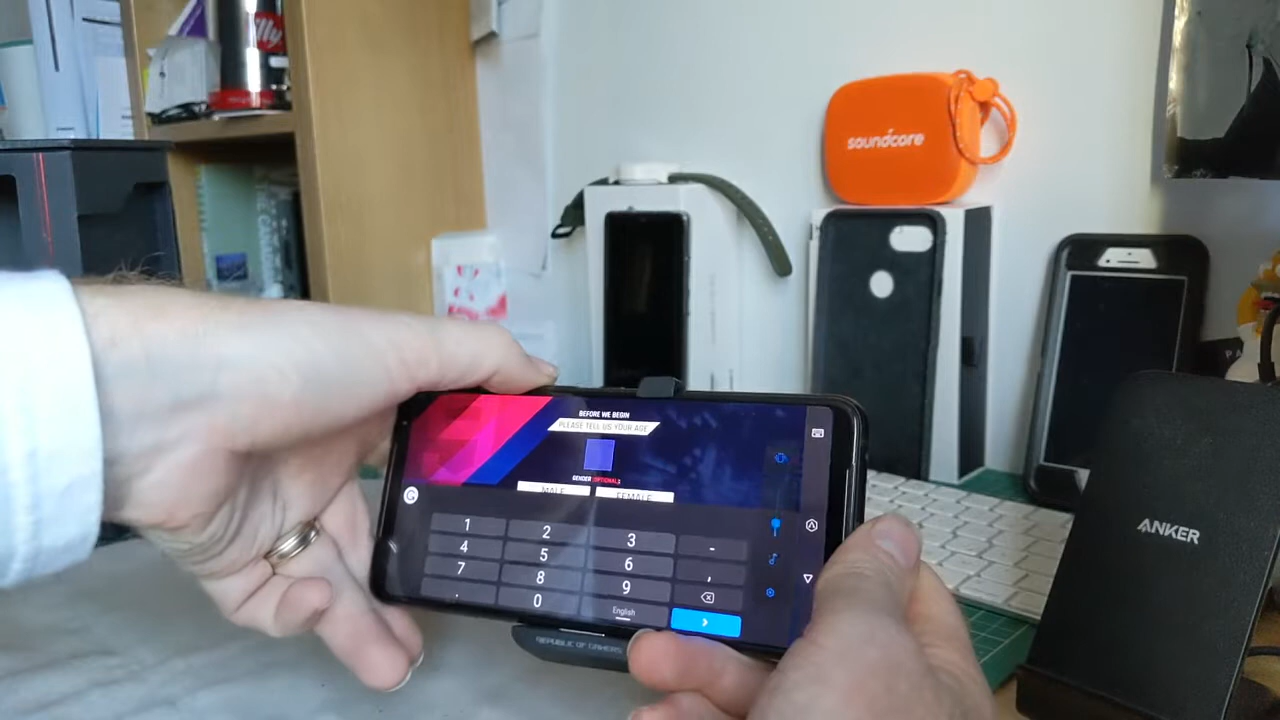 illy
soundcore
BEFORE WE BEGIN
PLEASE TELL US YOUR AGE
GENDER (OPTIONAL)
MALE FEMALE
1 2 3 -
4 5 6 ,
7 8 9
. 0 English
REPUBLIC OF GAMERS
ANKER